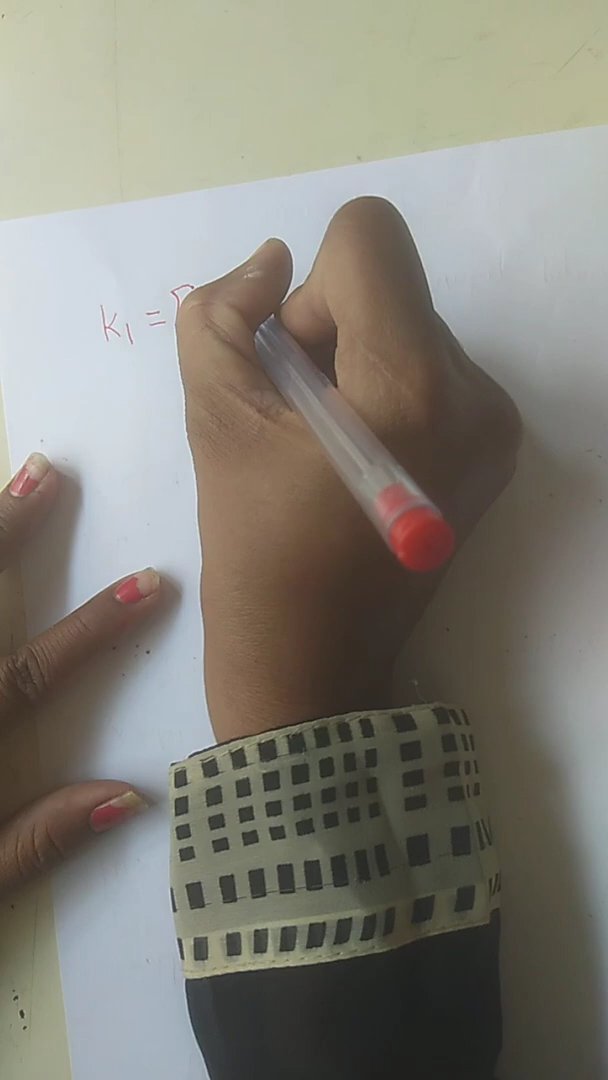 K₁ =